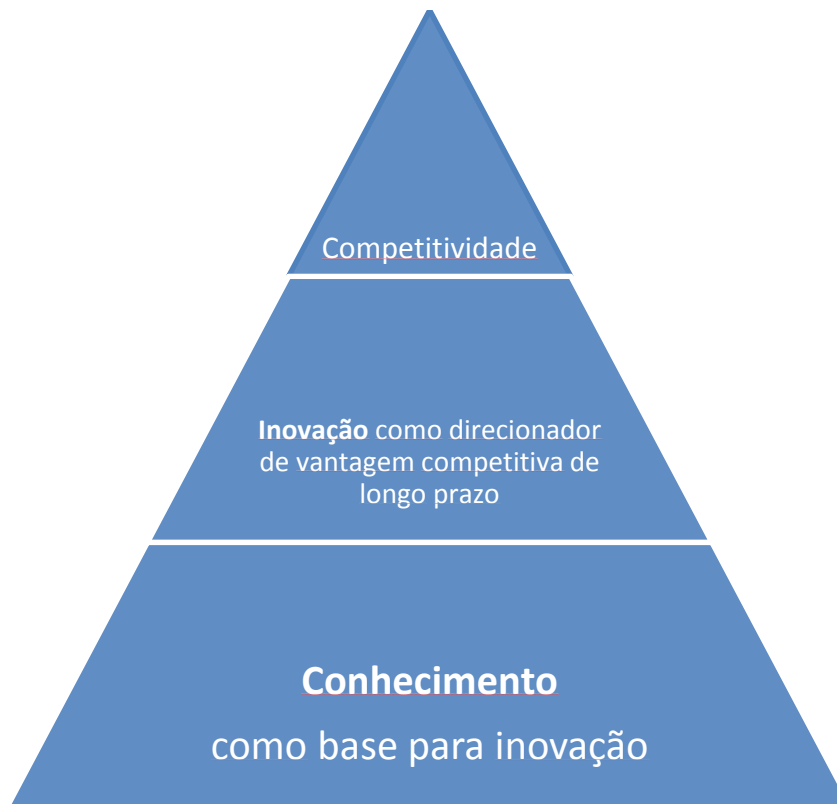 Competitividade
Inovação como direcionador
de vantagem competitiva de
longo prazo
Conhecimento
como base para inovação